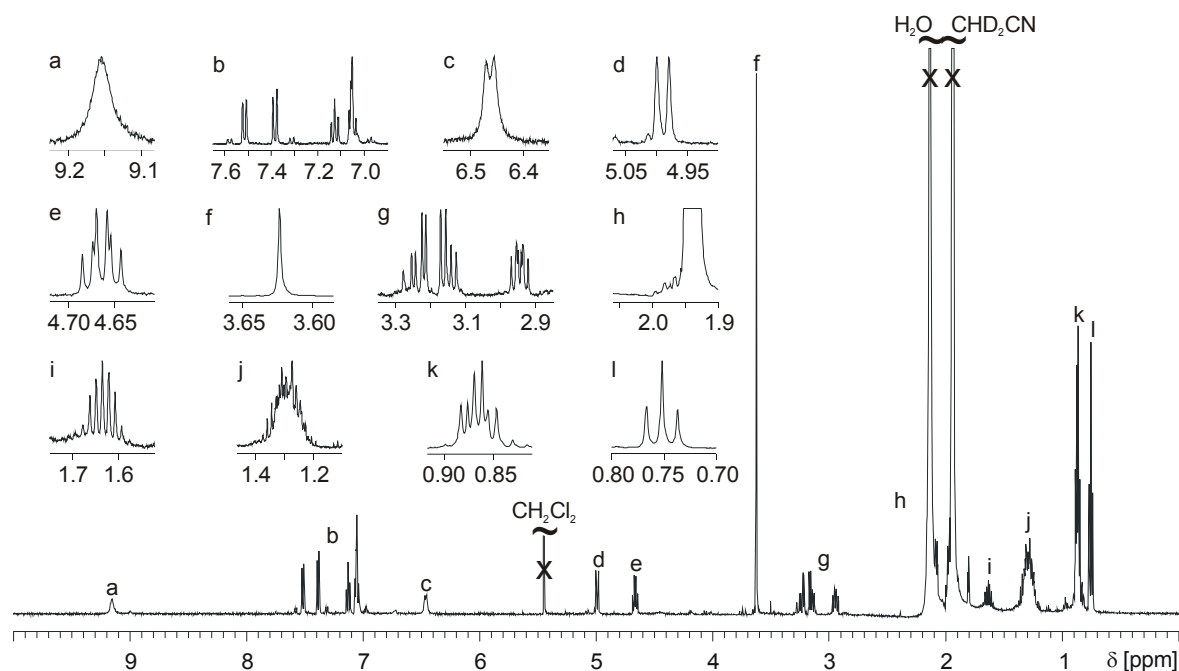 H₂O CHD₂CN
a b c d f
X X
9.2 9.1 7.6 7.4 7.2 7.0 6.5 6.4 5.05 4.95
e f g h
4.70 4.65 3.65 3.60 3.3 3.1 2.9 2.0 1.9
k l
i j k l
1.7 1.6 1.4 1.2 0.90 0.85 0.80 0.75 0.70
CH₂Cl₂
h
b X j
a c d e g i
9 8 7 6 5 4 3 2 1 δ [ppm]